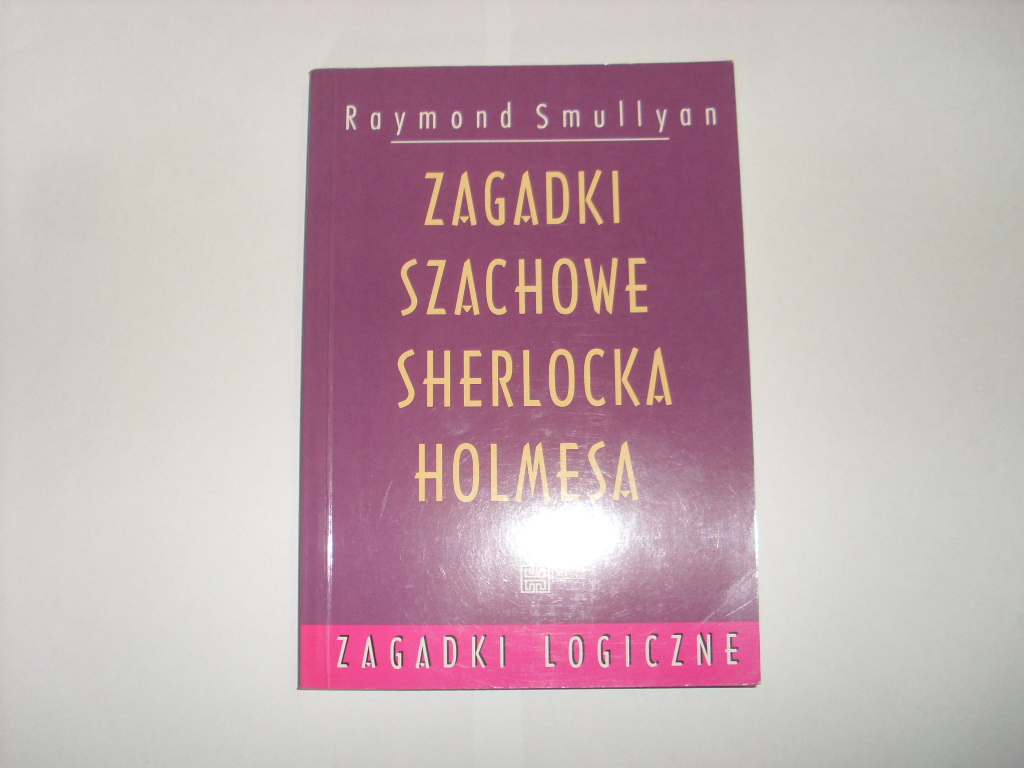 Raymond Smullyan
ZAGADKI
SZACHOWE
SHERLOCKA
HOLMESA
ZAGADKI LOGICZNE